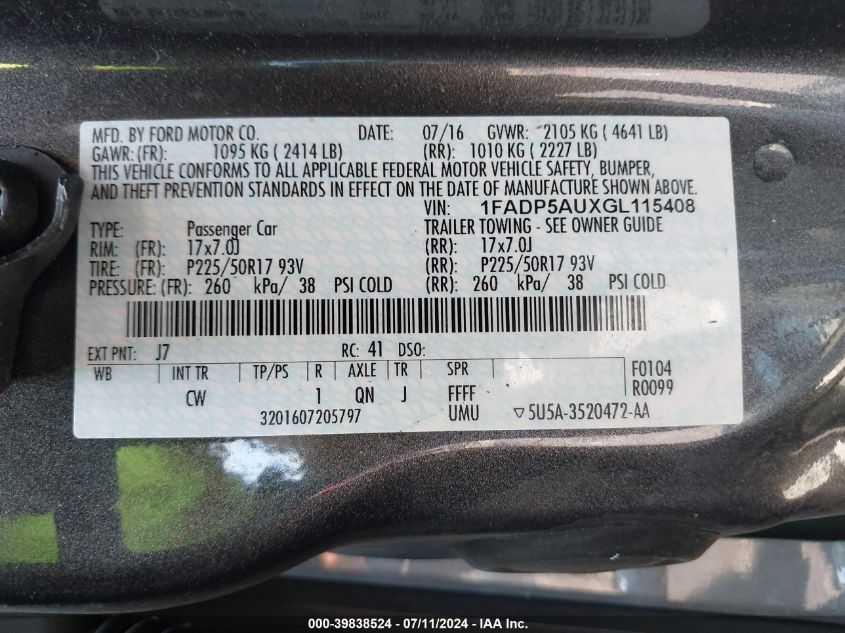 MFD. BY FORD MOTOR CO. DATE: 07/16 GVWR: 2105 KG ( 4641 LB)
GAWR:(FR): 1095 KG ( 2414 LB) (RR): 1010 KG ( 2227 LB)
THIS VEHICLE CONFORMS TO ALL APPLICABLE FEDERAL MOTOR VEHICLE SAFETY, BUMPER,
AND THEFT PREVENTION STANDARDS IN EFFECT ON THE DATE OF MANUFACTURE SHOWN ABOVE.
VIN: 1FADP5AUXGL115408
TYPE: Passenger Car TRAILER TOWING - SEE OWNER GUIDE
RIM: (FR): 17x7.0J (RR): 17x7.0J
TIRE: (FR): P225/50R17 93V (RR): P225/50R17 93V
PRESSURE: (FR): 260 kPa/ 38 PSI COLD (RR): 260 kPa/ 38 PSI COLD
EXT PNT: J7 RC: 41 DSO:
WB INT TR TP/PS R AXLE TR SPR F0104
CW 1 QN J FFFF R0099
3201607205797 UMU ▽5U5A-3520472-AA
000-39838524 - 07/11/2024 - IAA Inc.